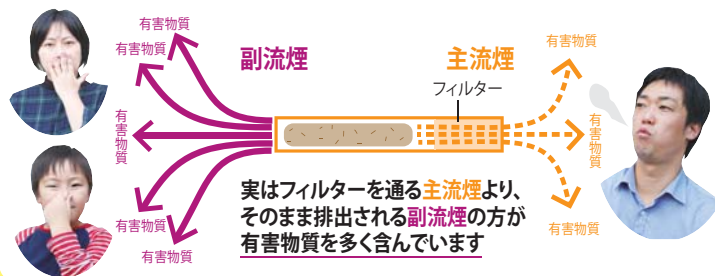 有害物質
有害物質
有害物質
有害物質
有害物質
副流煙
主流煙
フィルター
有害物質
有害物質
有害物質
実はフィルターを通る主流煙より、
そのまま排出される副流煙の方が
有害物質を多く含んでいます